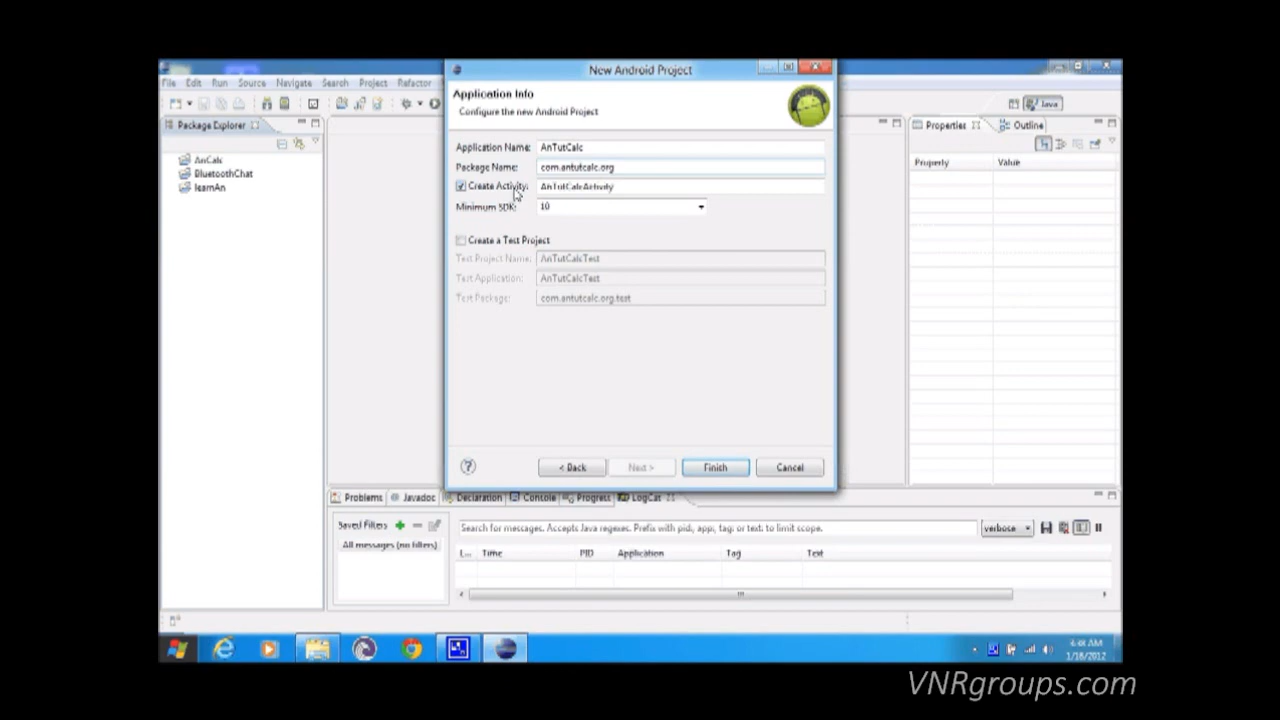 New Android Project
File Edit Run Source Navigate Search Project Refactor
Application Info
Configure the new Android Project
Java
Package Explorer
Properties
Outline
AnCalc
BluetoothChat
learnAn
Property Value
Application Name: AnTutCalc
Package Name: com.antutcalc.org
Create Activity: AnTutCalcActivity
Minimum SDK: 10
Create a Test Project
Test Project Name: AnTutCalcTest
Test Application: AnTutCalcTest
Test Package: com.antutcalc.org.test
? < Back Next > Finish Cancel
Problems @ Javadoc Declaration Console Progress LogCat
Saved Filters
All messages (no filters)
Search for messages. Accepts Java regexes. Prefix with pid:, app:, tag: or text: to limit scope.
verbose
L... Time PID Application Tag Text
AM
1/18/2012
VNRgroups.com